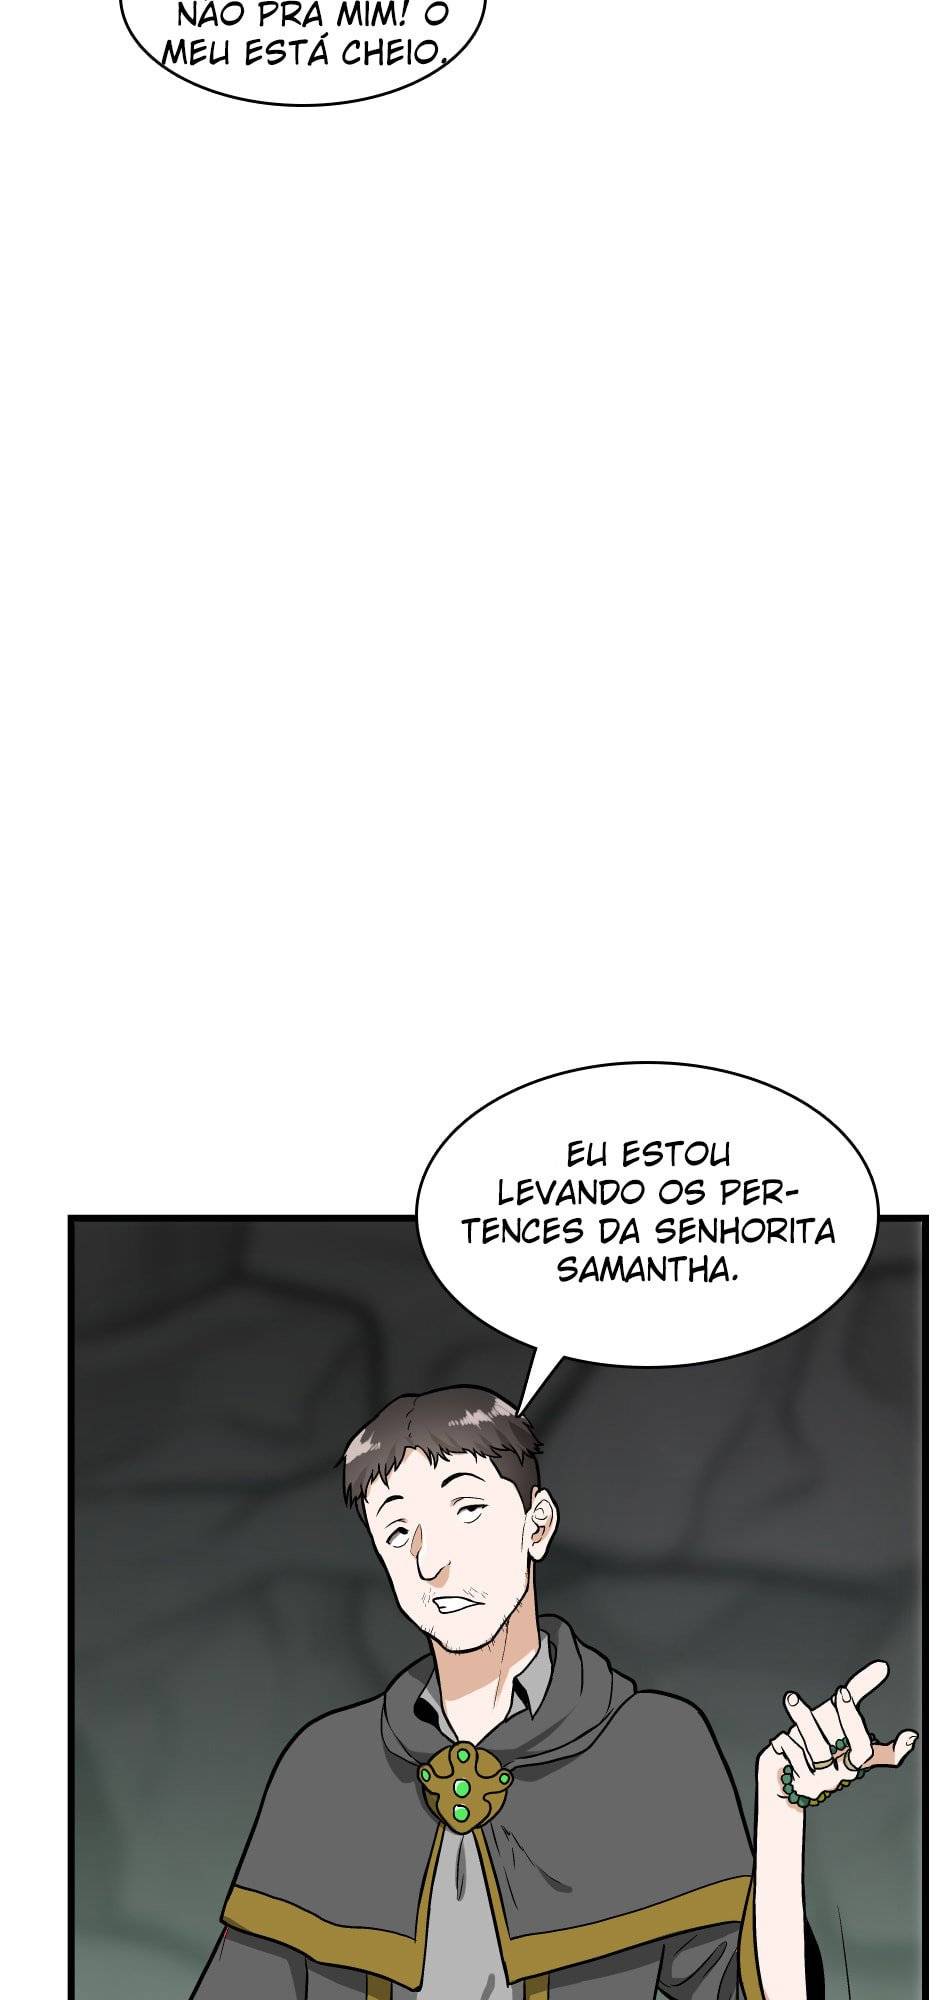 NÃO PRA MIM! O
MEU ESTÁ CHEIO.
EU ESTOU
LEVANDO OS PER-
TENCES DA SENHORITA
SAMANTHA.